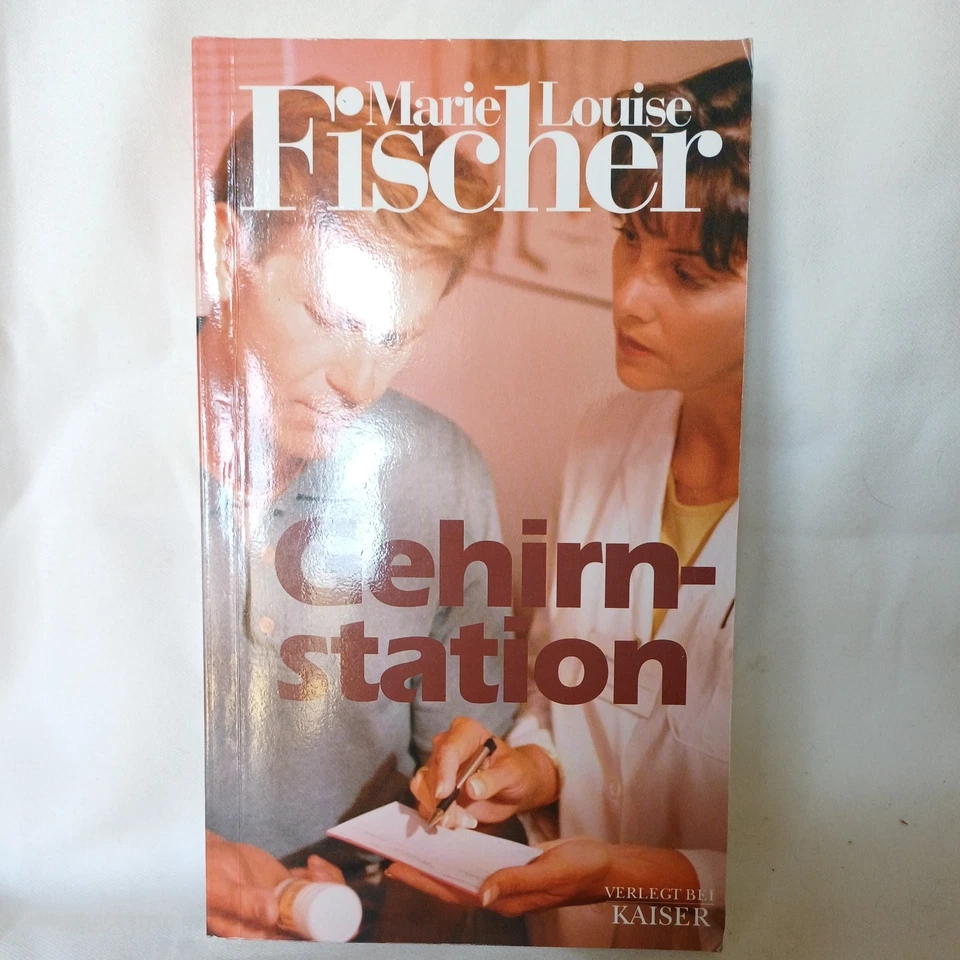 Marie Louise
Fischer
Gehirn-
station
VERLEGT BEI
KAISER